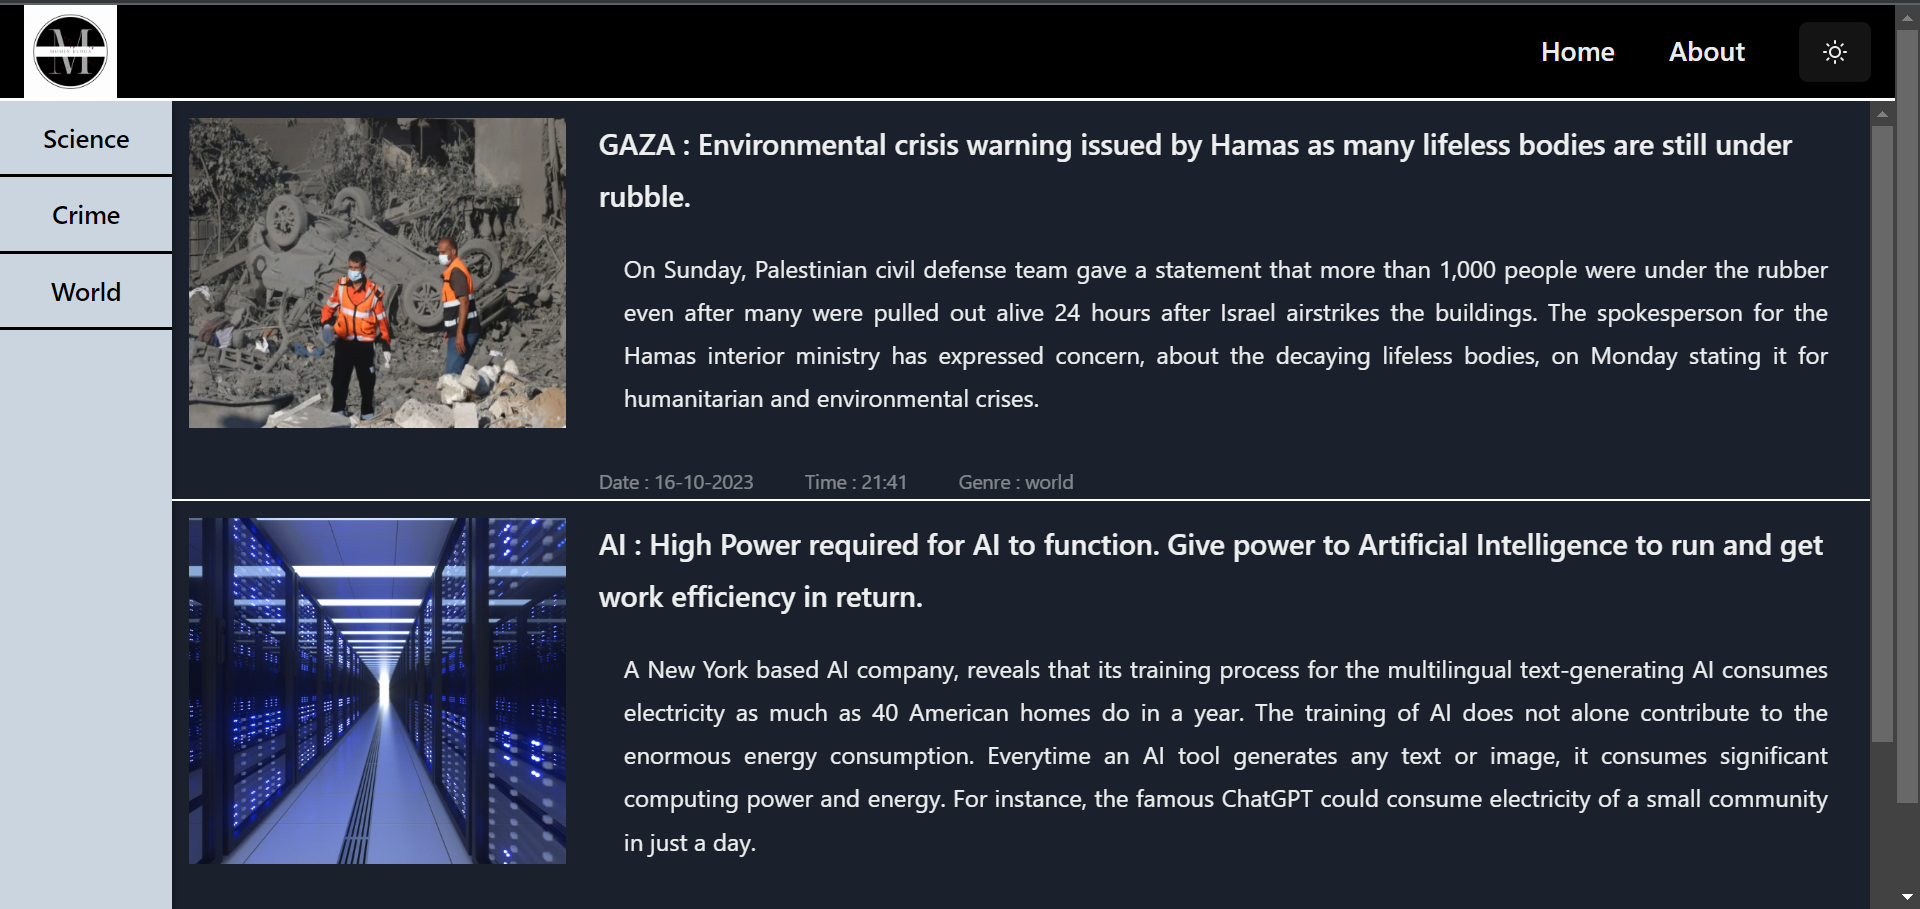 Home
About
Science
Crime
World
GAZA : Environmental crisis warning issued by Hamas as many lifeless bodies are still under
rubble.
On Sunday, Palestinian civil defense team gave a statement that more than 1,000 people were under the rubber
even after many were pulled out alive 24 hours after Israel airstrikes the buildings. The spokesperson for the
Hamas interior ministry has expressed concern, about the decaying lifeless bodies, on Monday stating it for
humanitarian and environmental crises.
Date : 16-10-2023 Time : 21:41 Genre : world
AI : High Power required for AI to function. Give power to Artificial Intelligence to run and get
work efficiency in return.
A New York based AI company, reveals that its training process for the multilingual text-generating AI consumes
electricity as much as 40 American homes do in a year. The training of AI does not alone contribute to the
enormous energy consumption. Everytime an AI tool generates any text or image, it consumes significant
computing power and energy. For instance, the famous ChatGPT could consume electricity of a small community
in just a day.